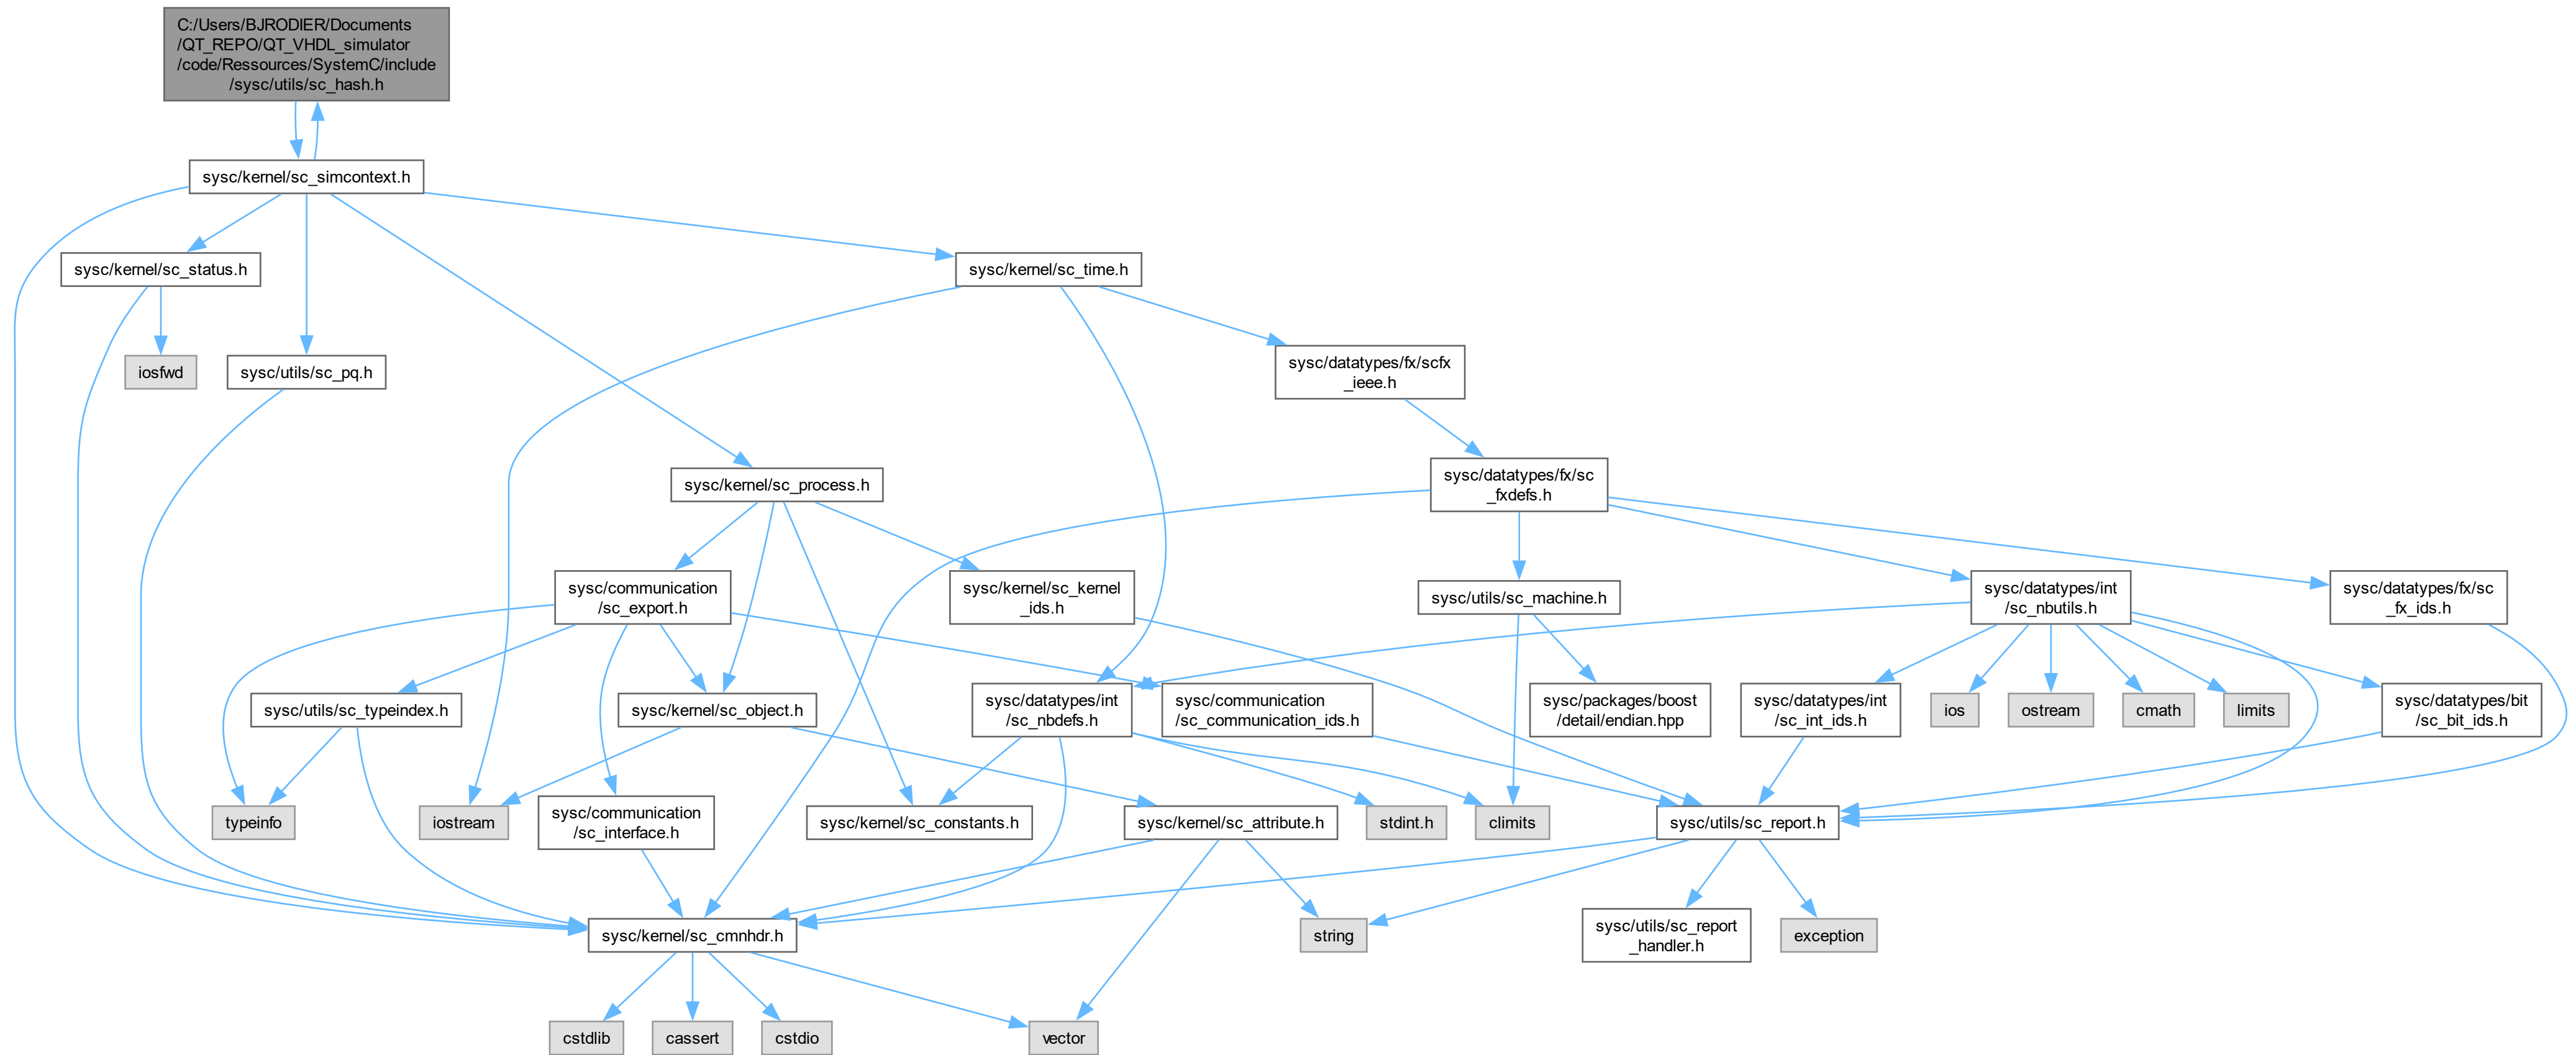 C:/Users/BJRODIER/Documents
/QT_REPO/QT_VHDL_simulator
/code/Ressources/SystemC/include
/sysc/utils/sc_hash.h
sysc/kernel/sc_simcontext.h
sysc/kernel/sc_status.h
sysc/kernel/sc_time.h
iosfwd
sysc/utils/sc_pq.h
sysc/datatypes/fx/scfx
_ieee.h
sysc/kernel/sc_process.h
sysc/datatypes/fx/sc
_fxdefs.h
sysc/communication
/sc_export.h
sysc/kernel/sc_kernel
_ids.h
sysc/utils/sc_machine.h
sysc/datatypes/int
/sc_nbutils.h
sysc/datatypes/fx/sc
_fx_ids.h
sysc/utils/sc_typeindex.h
sysc/kernel/sc_object.h
sysc/datatypes/int
/sc_nbdefs.h
sysc/communication
/sc_communication_ids.h
sysc/packages/boost
/detail/endian.hpp
sysc/datatypes/int
/sc_int_ids.h
ios
ostream
cmath
limits
sysc/datatypes/bit
/sc_bit_ids.h
typeinfo
iostream
sysc/communication
/sc_interface.h
sysc/kernel/sc_constants.h
sysc/kernel/sc_attribute.h
stdint.h
climits
sysc/utils/sc_report.h
sysc/kernel/sc_cmnhdr.h
string
sysc/utils/sc_report
_handler.h
exception
cstdlib
cassert
cstdio
vector